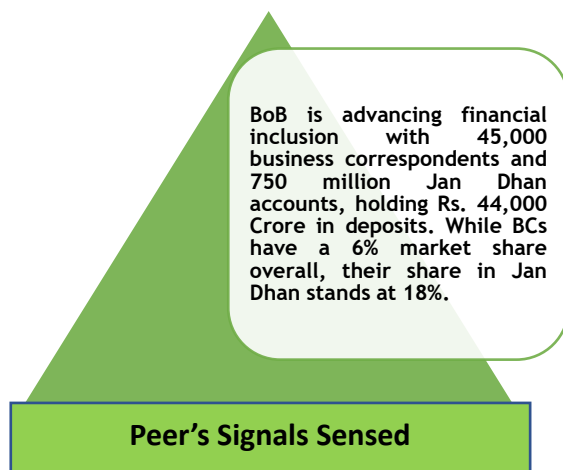 BoB is advancing financial
inclusion with 45,000
business correspondents and
750 million Jan Dhan
accounts, holding Rs. 44,000
Crore in deposits. While BCs
have a 6% market share
overall, their share in Jan
Dhan stands at 18%.
Peer’s Signals Sensed